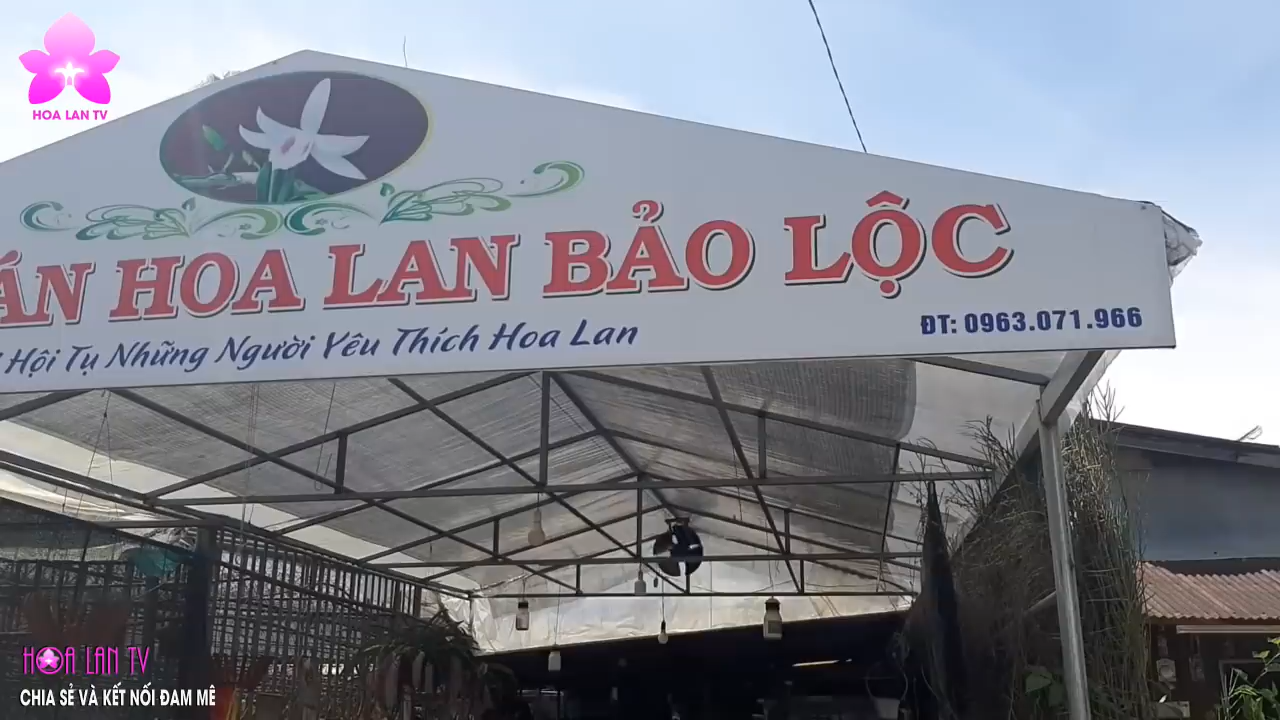 HOA LAN TV
ÁN HOA LAN BẢO LỘC
Hội Tụ Những Người Yêu Thích Hoa Lan
ĐT: 0963.071.966
HOA LAN TV
CHIA SẺ VÀ KẾT NỐI ĐAM MÊ